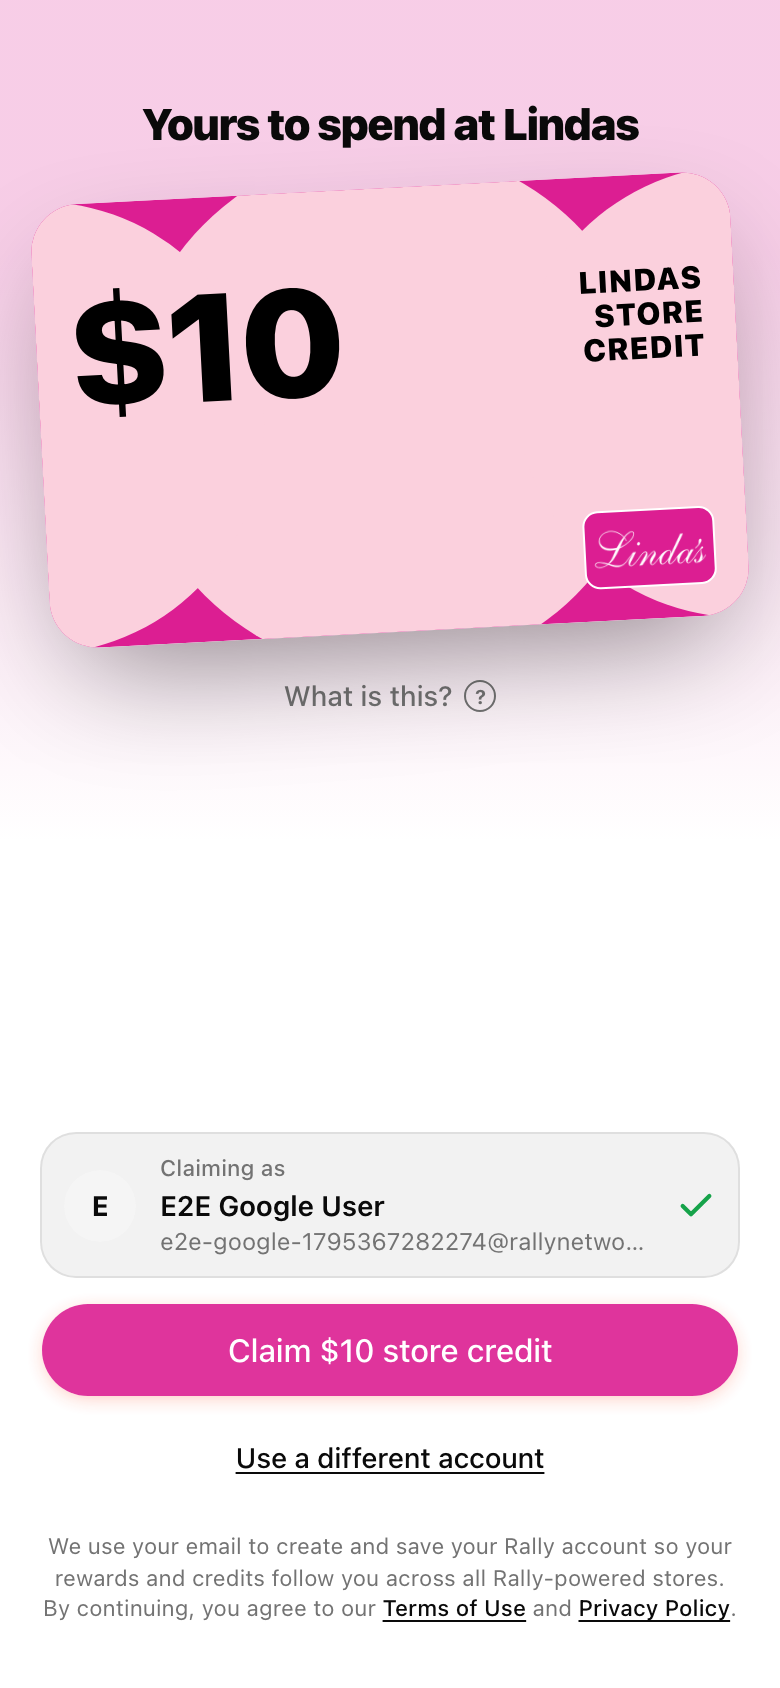 Yours to spend at Lindas
$10
LINDAS
STORE
CREDIT
Linda's
What is this? ?
Claiming as
E
E2E Google User
e2e-google-1795367282274@rallynetwo...
Claim $10 store credit
Use a different account
We use your email to create and save your Rally account so your
rewards and credits follow you across all Rally-powered stores.
By continuing, you agree to our Terms of Use and Privacy Policy.